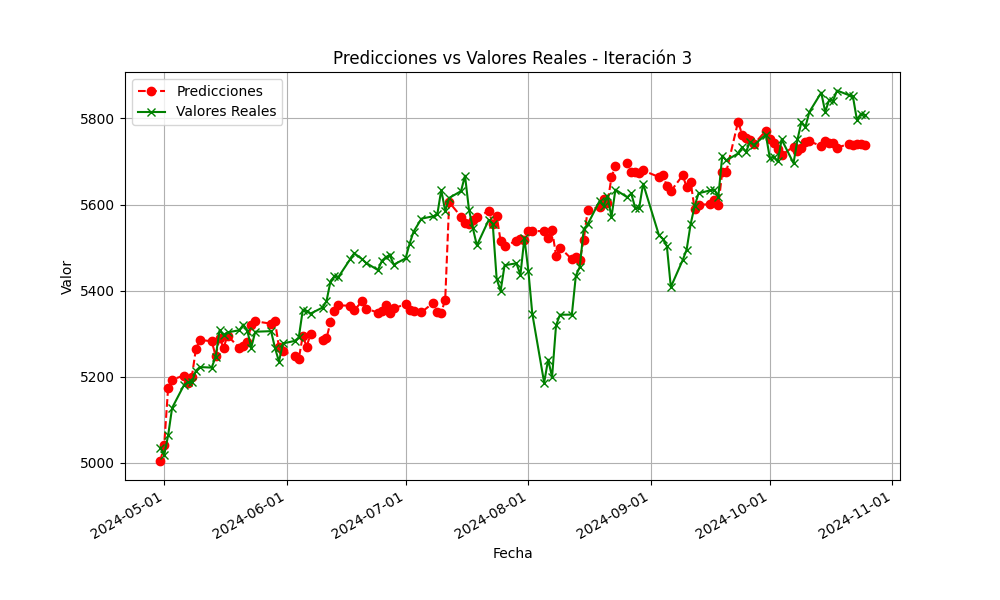 Predicciones vs Valores Reales - Iteración 3
Predicciones
Valores Reales
Valor
5800
5600
5400
5200
5000
2024-05-01
2024-06-01
2024-07-01
2024-08-01
2024-09-01
2024-10-01
2024-11-01
Fecha